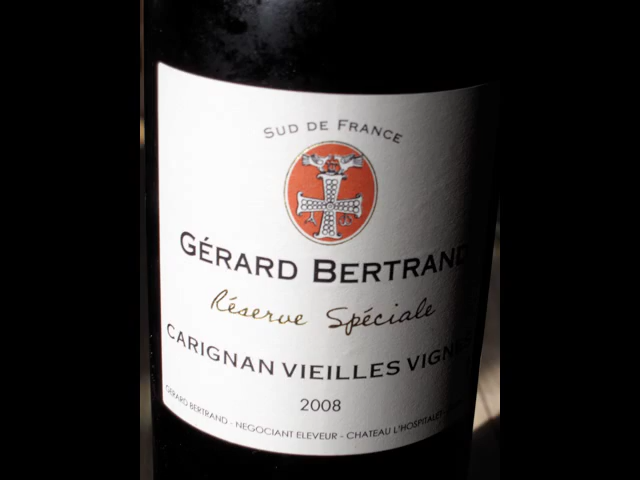 SUD DE FRANCE
GÉRARD BERTRAND
Réserve Spéciale
CARIGNAN VIEILLES VIGNES
2008
GÉRARD BERTRAND - NEGOCIANT ELEVEUR - CHATEAU L'HOSPITALET